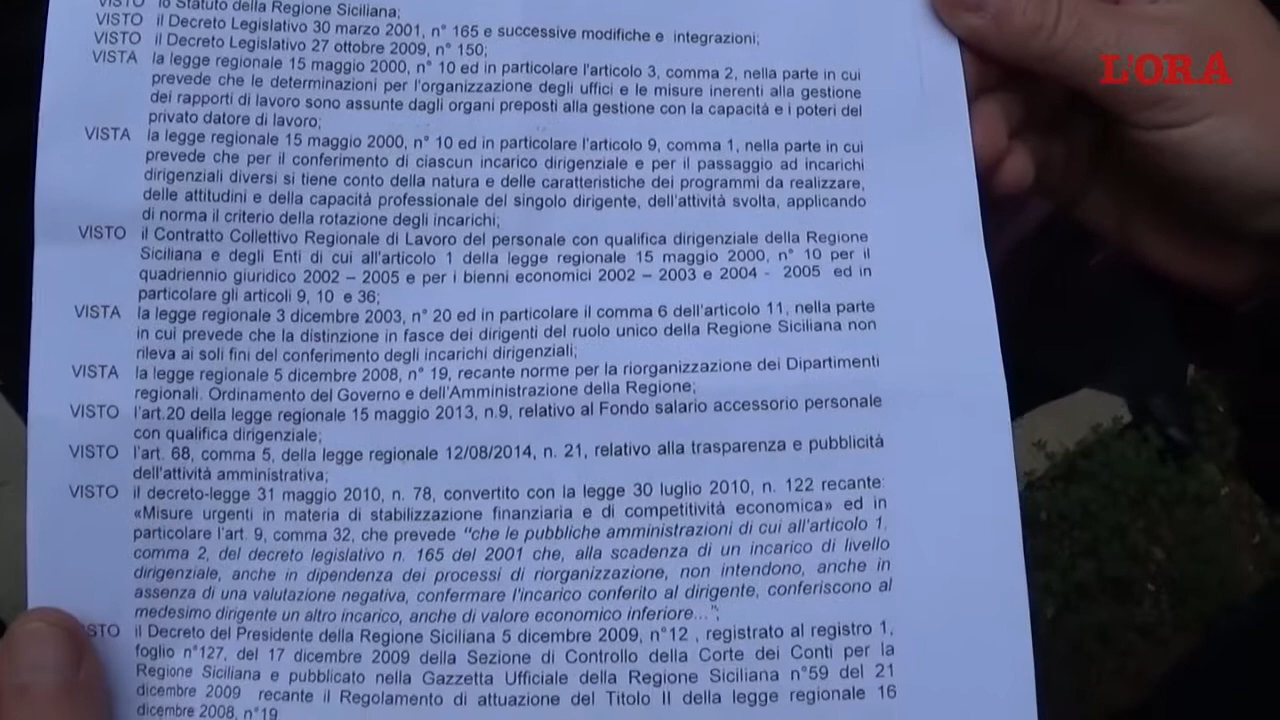 VISTO lo Statuto della Regione Siciliana;
VISTO il Decreto Legislativo 30 marzo 2001, n° 165 e successive modifiche e integrazioni;
VISTO il Decreto Legislativo 27 ottobre 2009, n° 150;
VISTA la legge regionale 15 maggio 2000, n° 10 ed in particolare l'articolo 3, comma 2, nella parte in cui
prevede che le determinazioni per l'organizzazione degli uffici e le misure inerenti alla gestione
dei rapporti di lavoro sono assunte dagli organi preposti alla gestione con la capacità e i poteri del
privato datore di lavoro;
VISTA la legge regionale 15 maggio 2000, n° 10 ed in particolare l'articolo 9, comma 1, nella parte in cui
prevede che per il conferimento di ciascun incarico dirigenziale e per il passaggio ad incarichi
dirigenziali diversi si tiene conto della natura e delle caratteristiche dei programmi da realizzare,
delle attitudini e della capacità professionale del singolo dirigente, dell'attività svolta, applicando
di norma il criterio della rotazione degli incarichi;
VISTO il Contratto Collettivo Regionale di Lavoro del personale con qualifica dirigenziale della Regione
Siciliana e degli Enti di cui all'articolo 1 della legge regionale 15 maggio 2000, n° 10 per il
quadriennio giuridico 2002 – 2005 e per i bienni economici 2002 – 2003 e 2004 - 2005 ed in
particolare gli articoli 9, 10 e 36;
VISTA la legge regionale 3 dicembre 2003, n° 20 ed in particolare il comma 6 dell'articolo 11, nella parte
in cui prevede che la distinzione in fasce dei dirigenti del ruolo unico della Regione Siciliana non
rileva ai soli fini del conferimento degli incarichi dirigenziali;
VISTA la legge regionale 5 dicembre 2008, n° 19, recante norme per la riorganizzazione dei Dipartimenti
regionali. Ordinamento del Governo e dell'Amministrazione della Regione;
VISTO l'art.20 della legge regionale 15 maggio 2013, n.9, relativo al Fondo salario accessorio personale
con qualifica dirigenziale;
VISTO l'art. 68, comma 5, della legge regionale 12/08/2014, n. 21, relativo alla trasparenza e pubblicità
dell'attività amministrativa;
VISTO il decreto-legge 31 maggio 2010, n. 78, convertito con la legge 30 luglio 2010, n. 122 recante:
«Misure urgenti in materia di stabilizzazione finanziaria e di competitività economica» ed in
particolare l'art. 9, comma 32, che prevede "che le pubbliche amministrazioni di cui all'articolo 1,
comma 2, del decreto legislativo n. 165 del 2001 che, alla scadenza di un incarico di livello
dirigenziale, anche in dipendenza dei processi di riorganizzazione, non intendono, anche in
assenza di una valutazione negativa, confermare l'incarico conferito al dirigente, conferiscono al
medesimo dirigente un altro incarico, anche di valore economico inferiore...";
STO il Decreto del Presidente della Regione Siciliana 5 dicembre 2009, n°12 , registrato al registro 1,
foglio n°127, del 17 dicembre 2009 della Sezione di Controllo della Corte dei Conti per la
Regione Siciliana e pubblicato nella Gazzetta Ufficiale della Regione Siciliana n°59 del 21
dicembre 2009 recante il Regolamento di attuazione del Titolo II della legge regionale 16
dicembre 2008, n°19
L'ORA